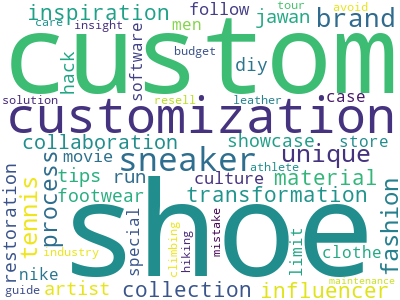 tour
care insight avoid
inspiration follow brand
hack software men jawan
custom
budget diy
solution resell leather case
customization
collaboration showcase store
sneaker unique
movie athlete
restoration tennis process tips run culture material fashion
footwear transformation
shoe
special climbing hiking mistake limit clothe
industry
nike
guide artist collection influencer
maintenance